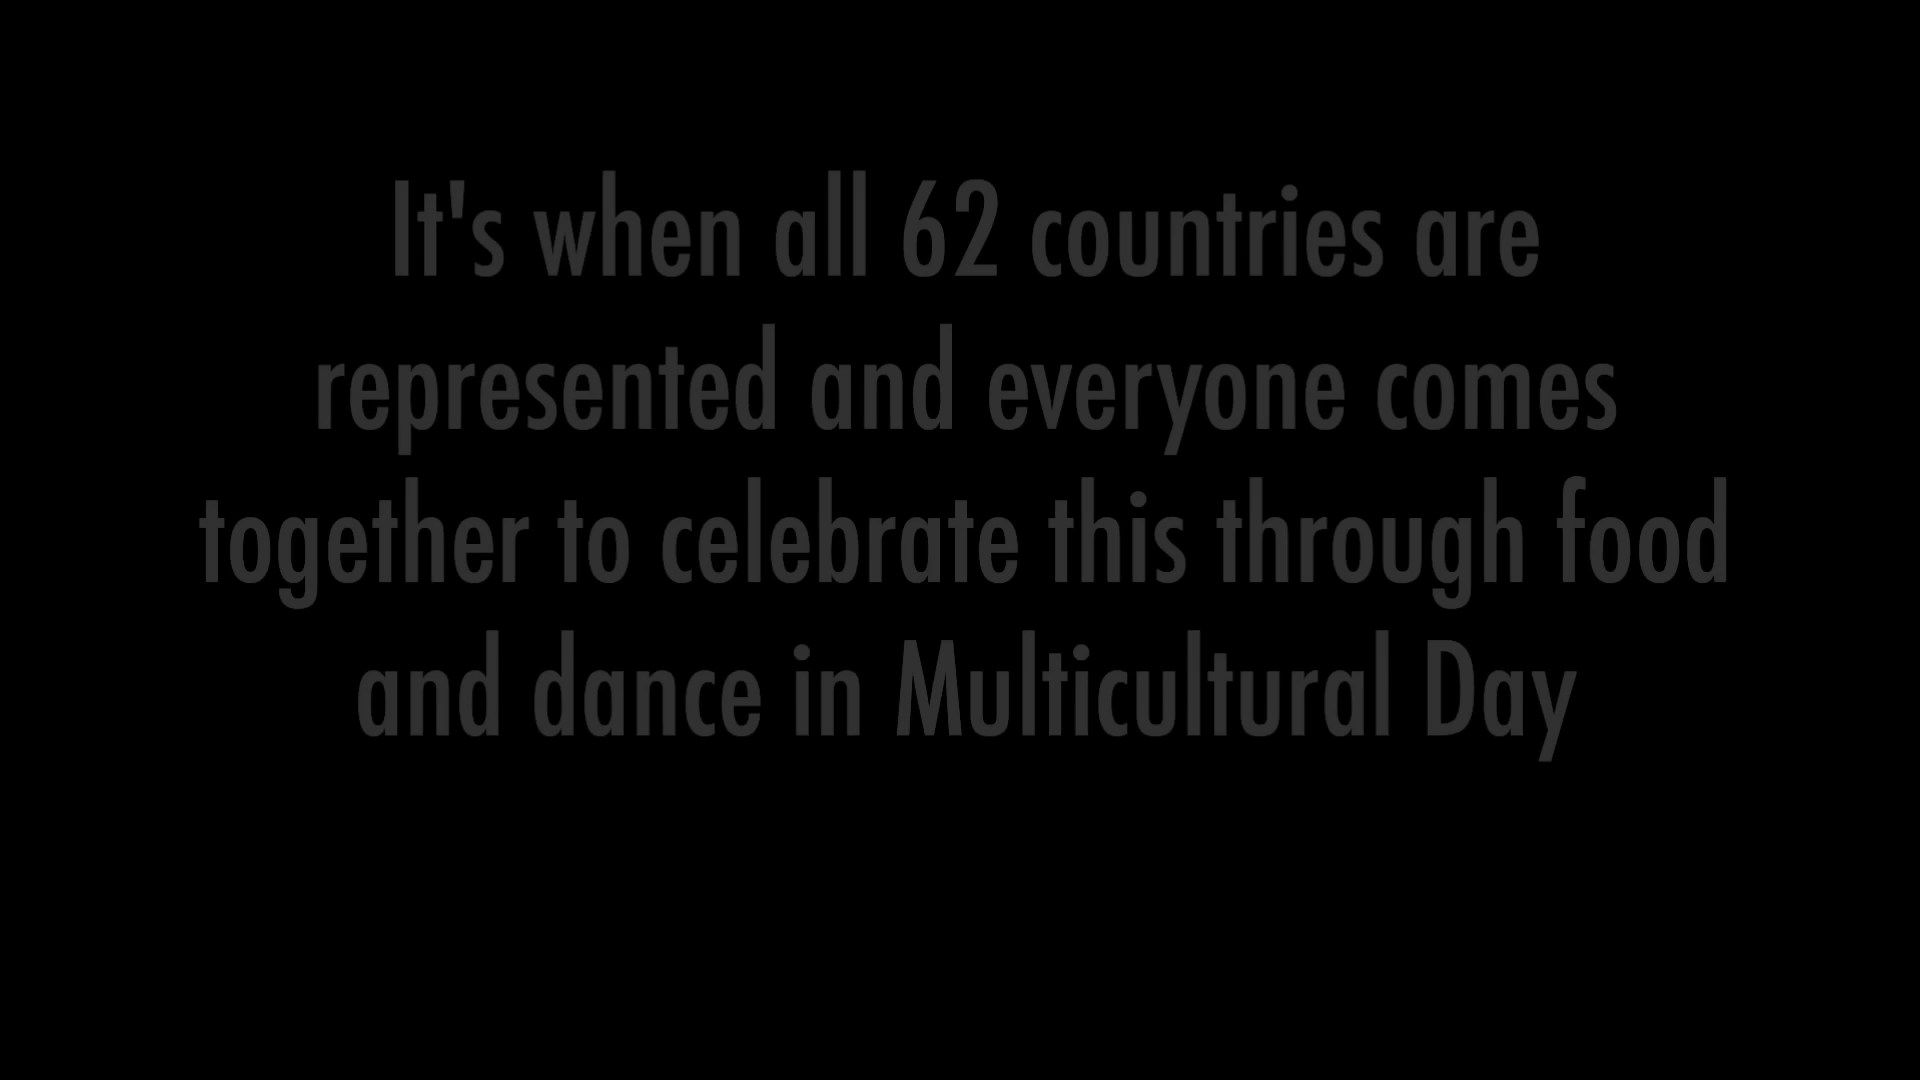 It's when all 62 countries are
represented and everyone comes
together to celebrate this through food
and dance in Multicultural Day